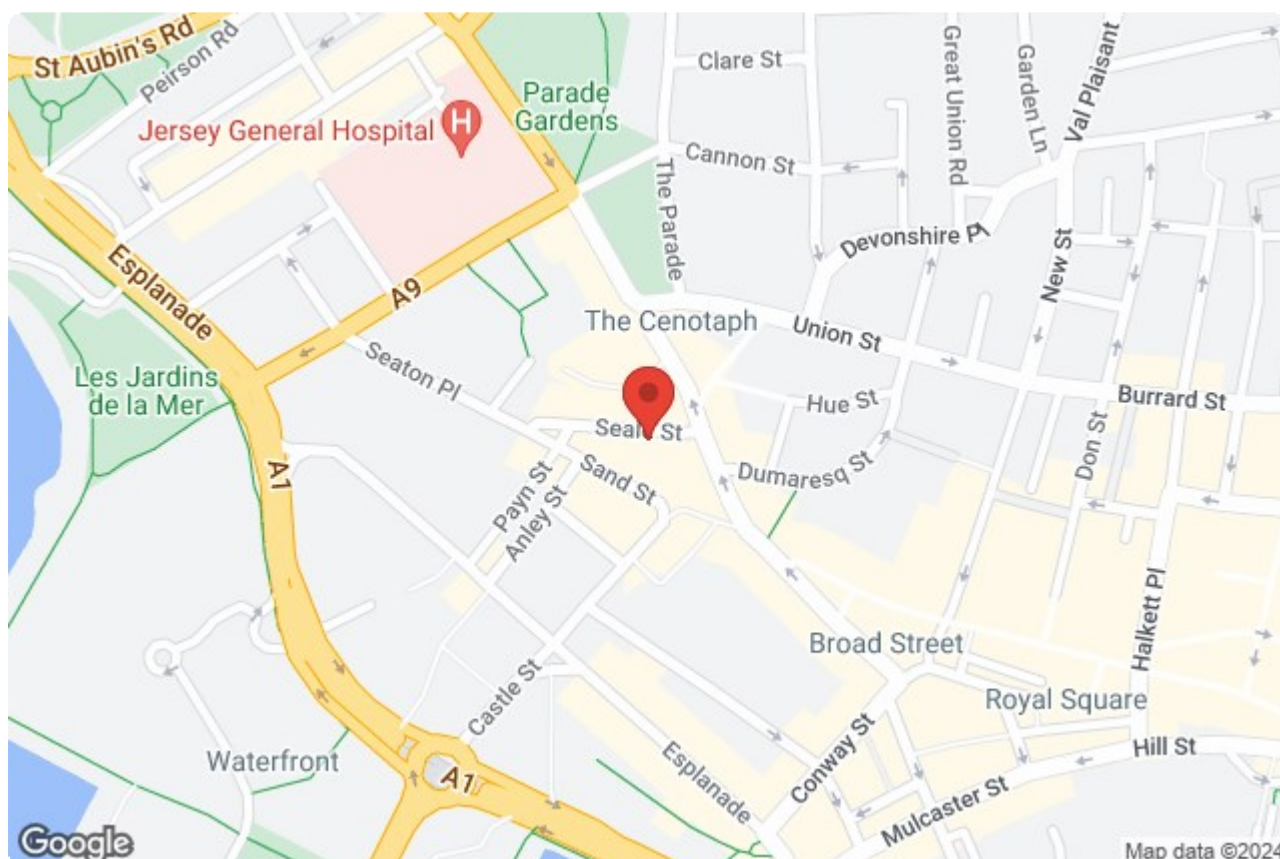 St Aubin's Rd
Peirson Rd
Clare St
Great Union Rd
Garden Ln
Val Plaisant
Parade
Gardens
Jersey General Hospital
H
Cannon St
The Parade
Devonshire Pl
New St
Esplanade
A9
The Cenotaph
Union St
Les Jardins
de la Mer
Seaton Pl
Hue St
Burrard St
Seale St
Don St
A1
Sand St
Dumaresq St
Payn St
Anley St
Halkett Pl
Broad Street
Castle St
Royal Square
Waterfront
Esplanade
Conway St
Hill St
A1
Mulcaster St
Google
Map data ©2024